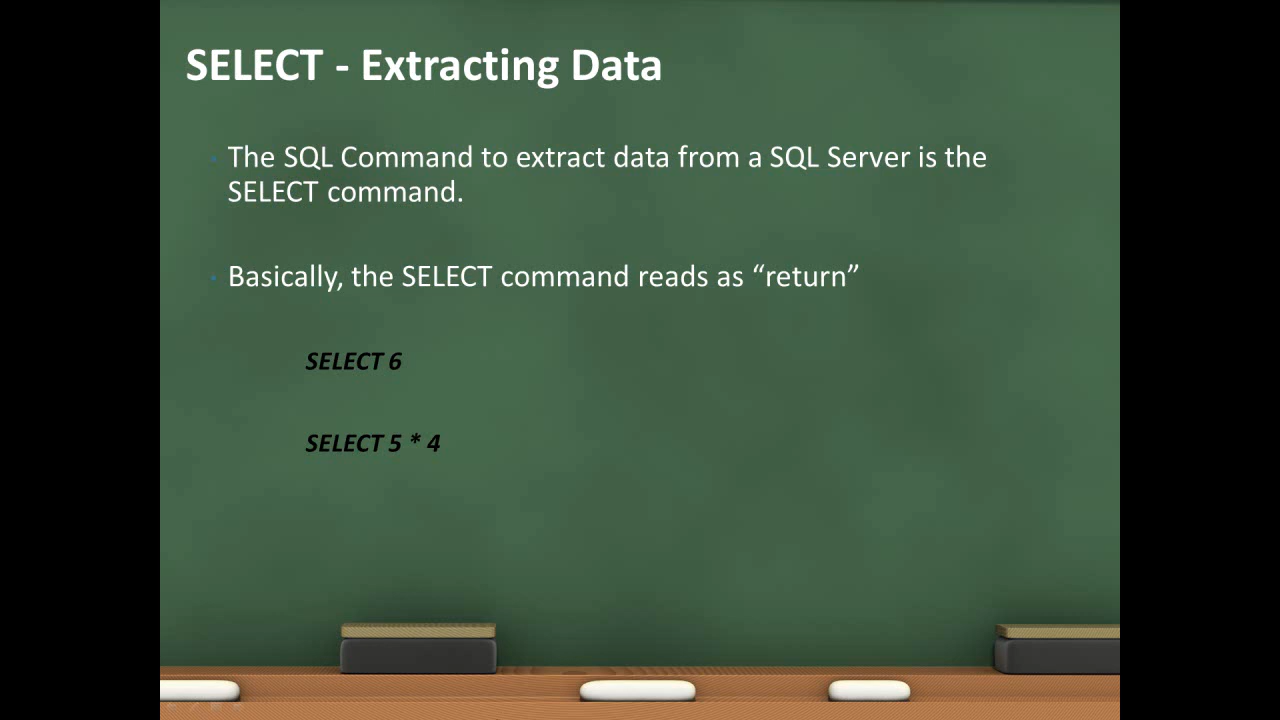 SELECT - Extracting Data
The SQL Command to extract data from a SQL Server is the
SELECT command.
Basically, the SELECT command reads as “return”
SELECT 6
SELECT 5 * 4